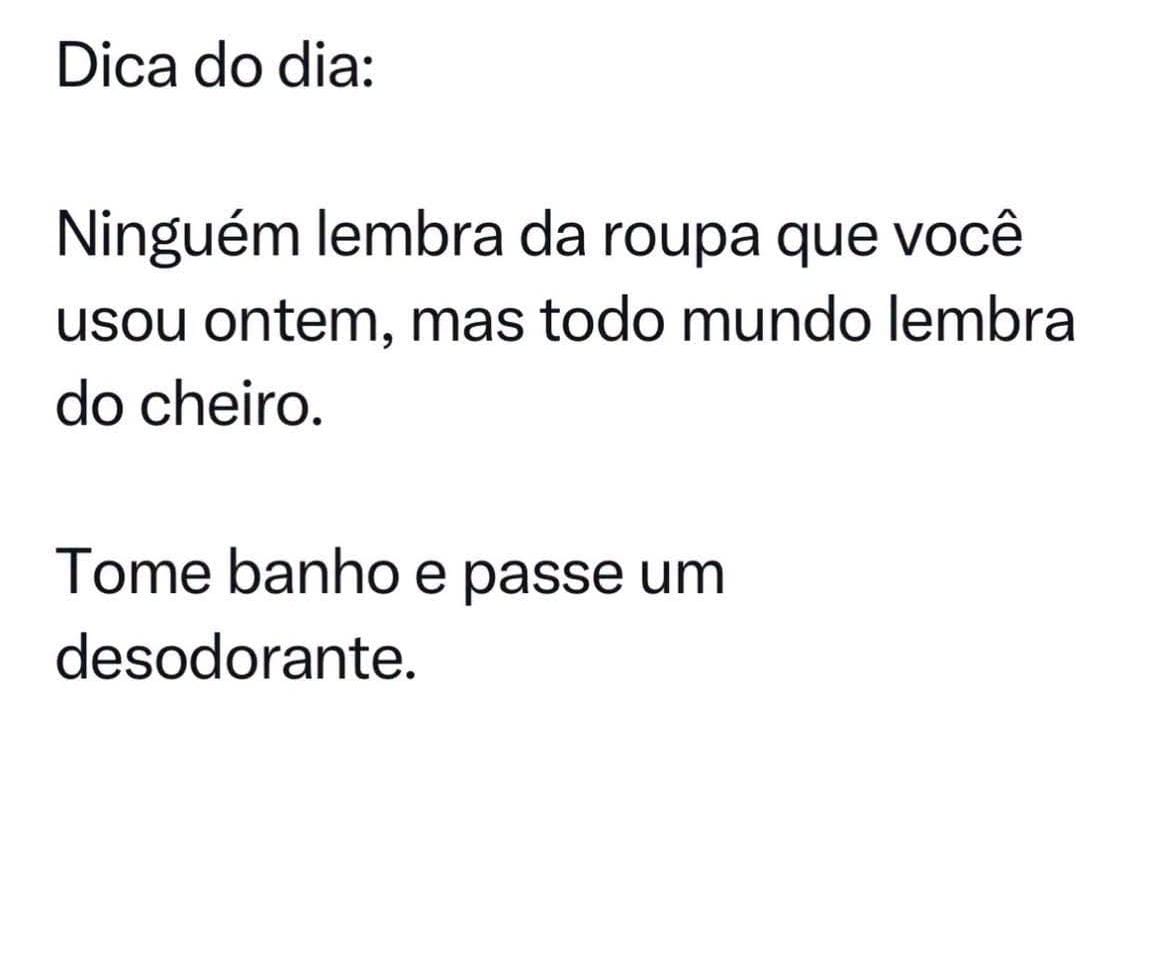 Dica do dia:
Ninguém lembra da roupa que você
usou ontem, mas todo mundo lembra
do cheiro.
Tome banho e passe um
desodorante.